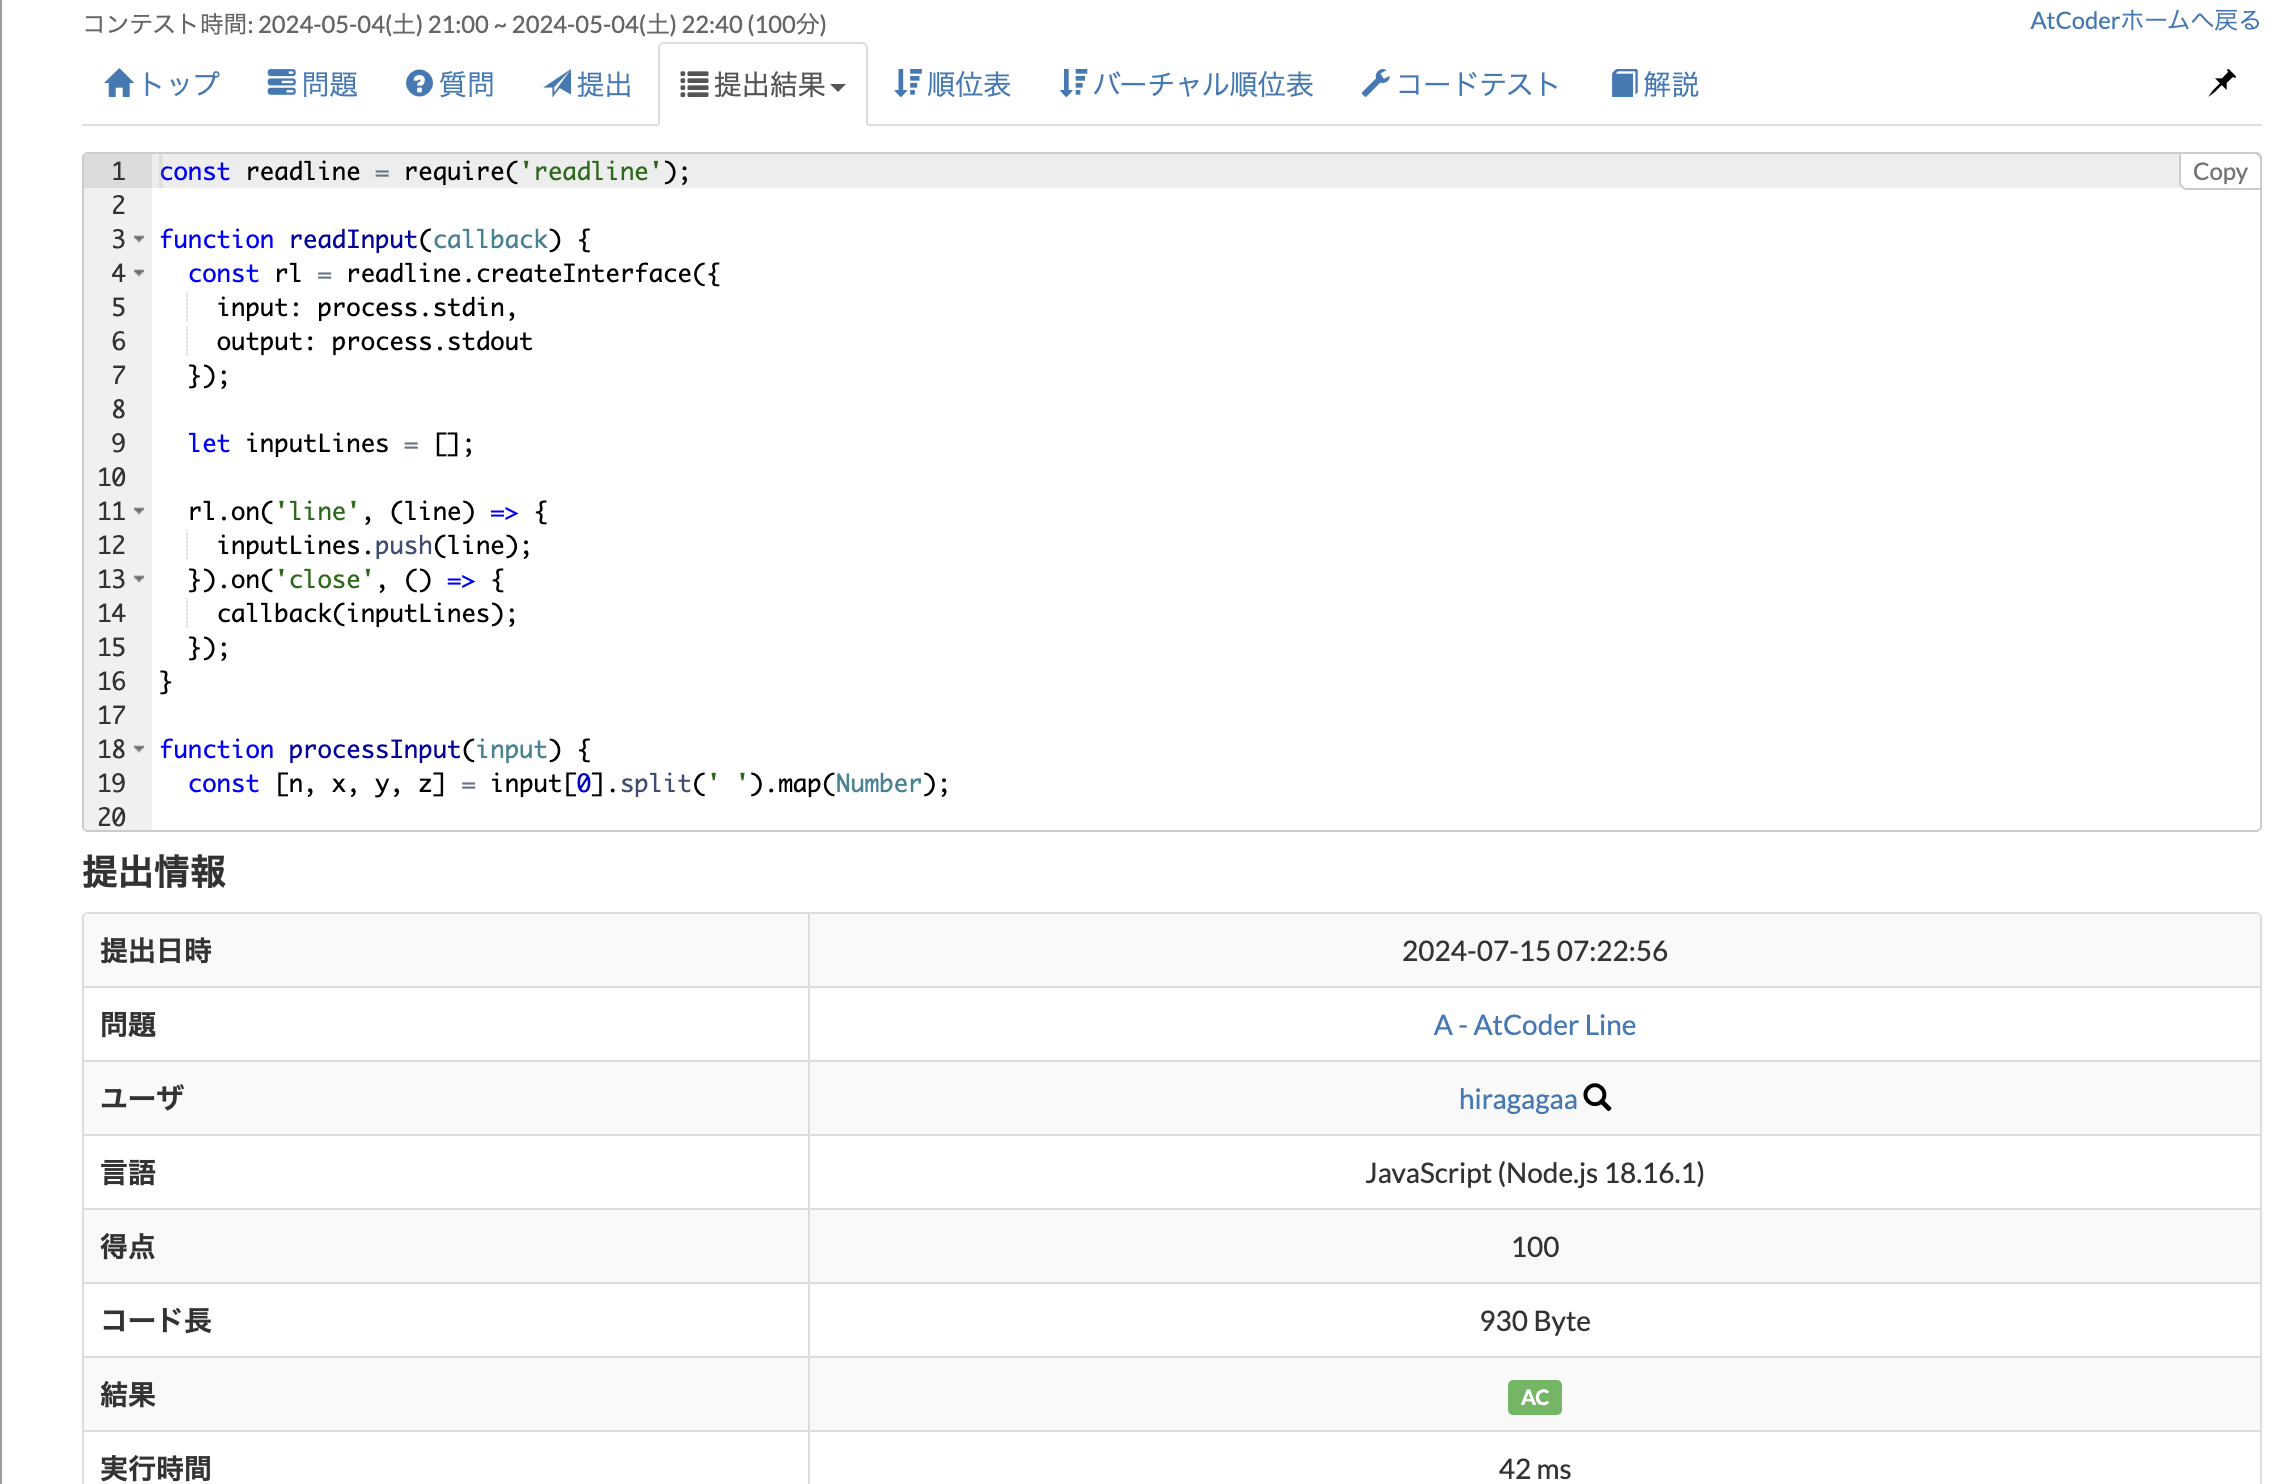 コンテスト時間: 2024-05-04(土) 21:00 ~ 2024-05-04(土) 22:40 (100分)
AtCoderホームへ戻る
トップ 問題 質問 提出 提出結果 順位表 バーチャル順位表 コードテスト 解説
Copy
1 const readline = require('readline');
2
3 function readInput(callback) {
4   const rl = readline.createInterface({
5     input: process.stdin,
6     output: process.stdout
7   });
8
9   let inputLines = [];
10
11   rl.on('line', (line) => {
12     inputLines.push(line);
13   }).on('close', () => {
14     callback(inputLines);
15   });
16 }
17
18 function processInput(input) {
19   const [n, x, y, z] = input[0].split(' ').map(Number);
20
提出情報
提出日時 2024-07-15 07:22:56
問題 A - AtCoder Line
ユーザ hiragagaa
言語 JavaScript (Node.js 18.16.1)
得点 100
コード長 930 Byte
結果 AC
実行時間 42 ms